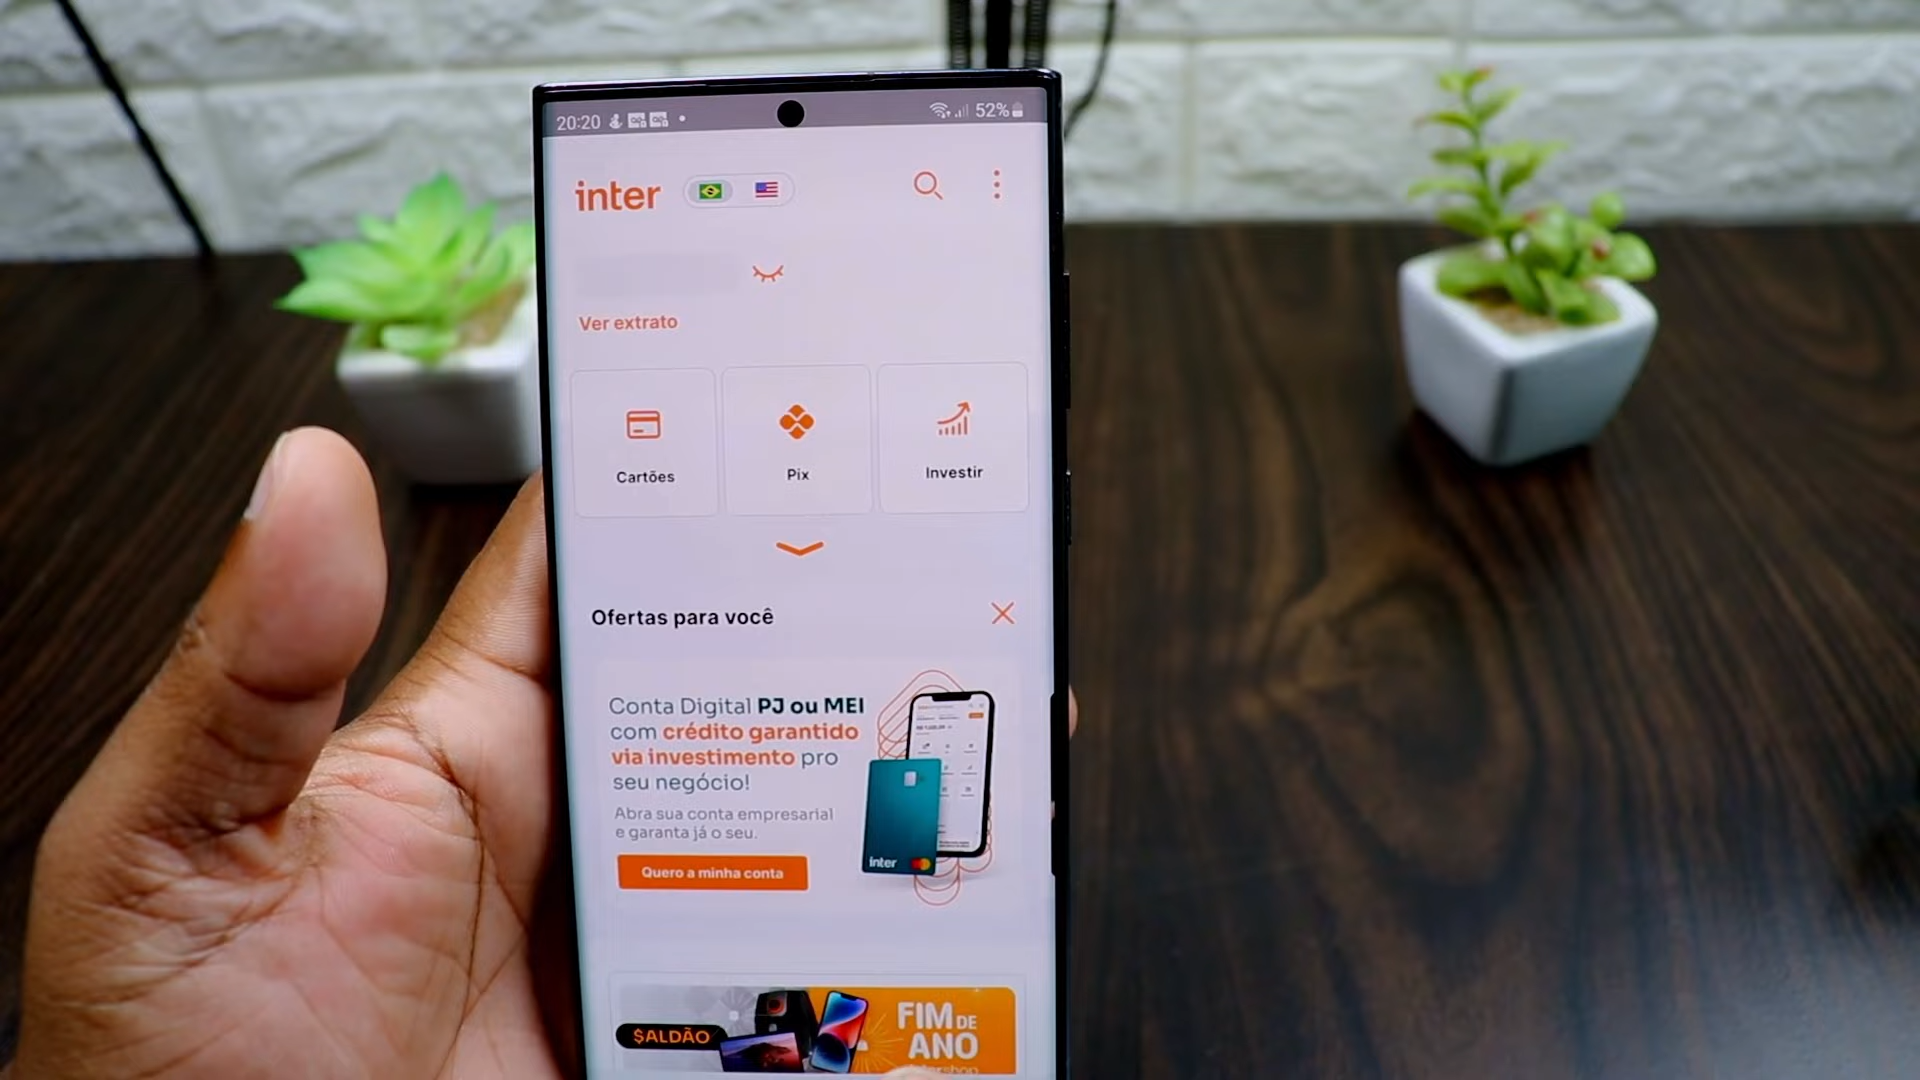 20:20
52%
inter
Ver extrato
Cartões
Pix
Investir
Ofertas para você
Conta Digital PJ ou MEI
com crédito garantido
via investimento pro
seu negócio!
Abra sua conta empresarial
e garanta já o seu.
Quero a minha conta
inter
$ALDÃO
FIM DE
ANO